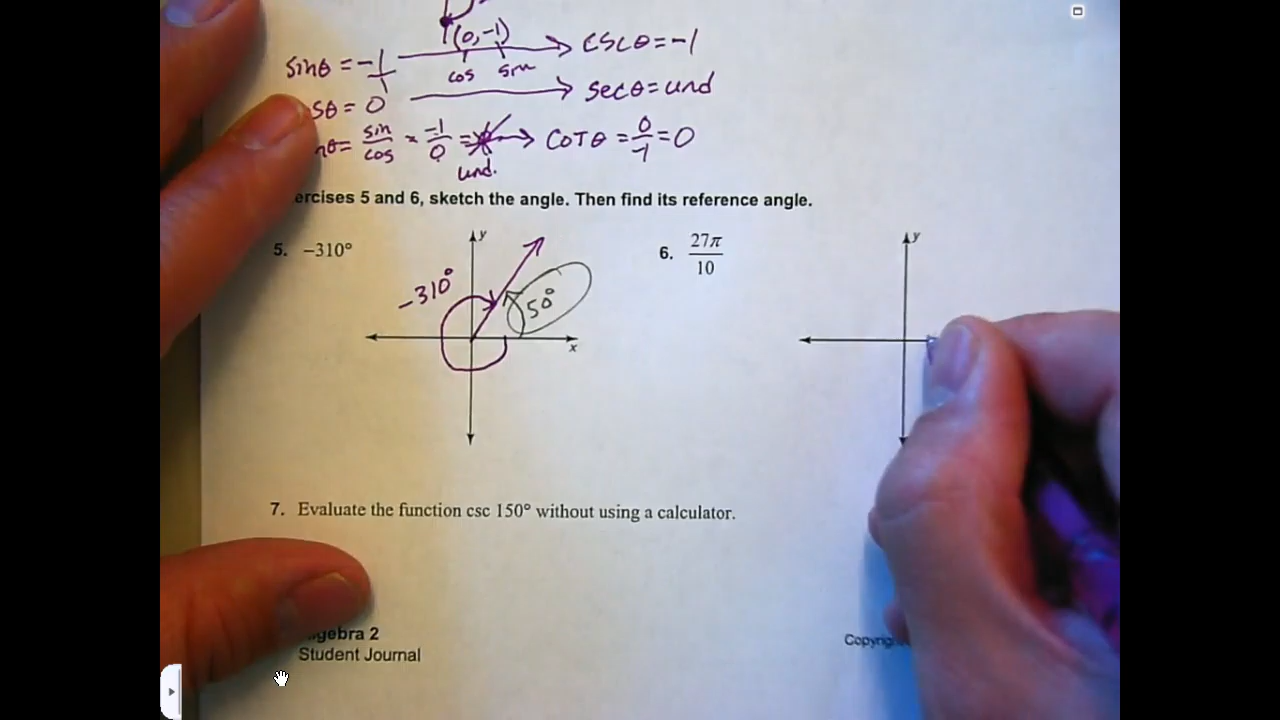 (0,-1)
sinθ = -1/1 → cscθ = -1
cos sin
sθ = 0 → secθ = und
nθ = sin/cos = -1/0 = → COTθ = 0/-1 = 0
und.
ercises 5 and 6, sketch the angle. Then find its reference angle.
5. −310°
y
-310°
50°
x
6. 27π/10
y
7. Evaluate the function csc 150° without using a calculator.
gebra 2
Student Journal